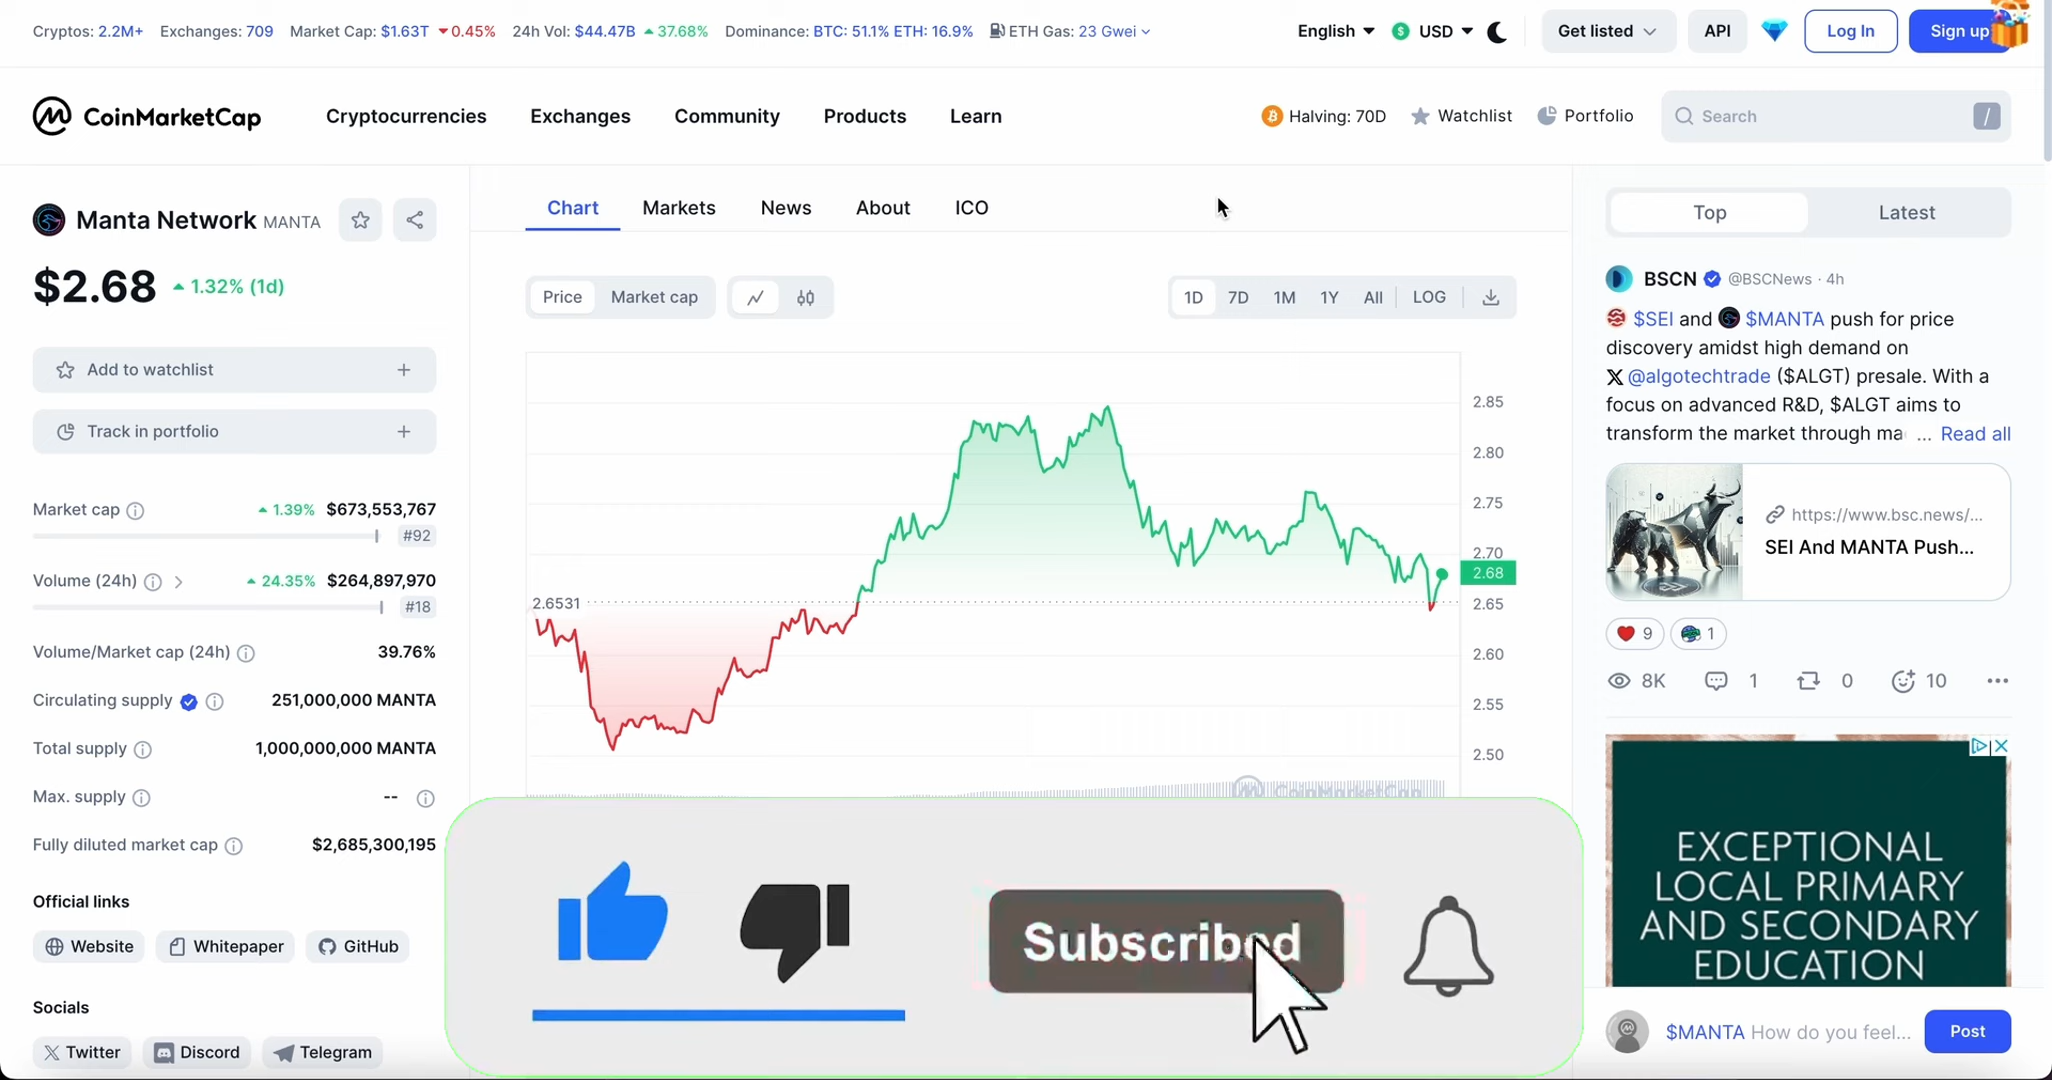 Cryptos: 2.2M+ Exchanges: 709 Market Cap: $1.63T 0.45% 24h Vol: $44.47B 37.68% Dominance: BTC: 51.1% ETH: 16.9% ETH Gas: 23 Gwei English USD Get listed API Log In Sign up
CoinMarketCap Cryptocurrencies Exchanges Community Products Learn Halving: 70D Watchlist Portfolio Search /
Manta Network MANTA
$2.68 1.32% (1d)
Add to watchlist +
Track in portfolio +
Market cap 1.39% $673,553,767
#92
Volume (24h) 24.35% $264,897,970
#18
Volume/Market cap (24h) 39.76%
Circulating supply 251,000,000 MANTA
Total supply 1,000,000,000 MANTA
Max. supply --
Fully diluted market cap $2,685,300,195
Official links
Website Whitepaper GitHub
Socials
Twitter Discord Telegram
Chart Markets News About ICO
Price Market cap 1D 7D 1M 1Y All LOG
2.85
2.80
2.75
2.70
2.68
2.6531 2.65
2.60
2.55
2.50
CoinMarketCap
Subscribed
Top Latest
BSCN @BSCNews · 4h
$SEI and $MANTA push for price
discovery amidst high demand on
X @algotechtrade ($ALGT) presale. With a
focus on advanced R&D, $ALGT aims to
transform the market through ma ... Read all
https://www.bsc.news/...
SEI And MANTA Push...
9 1
8K 1 0 10
EXCEPTIONAL
LOCAL PRIMARY
AND SECONDARY
EDUCATION
$MANTA How do you feel... Post